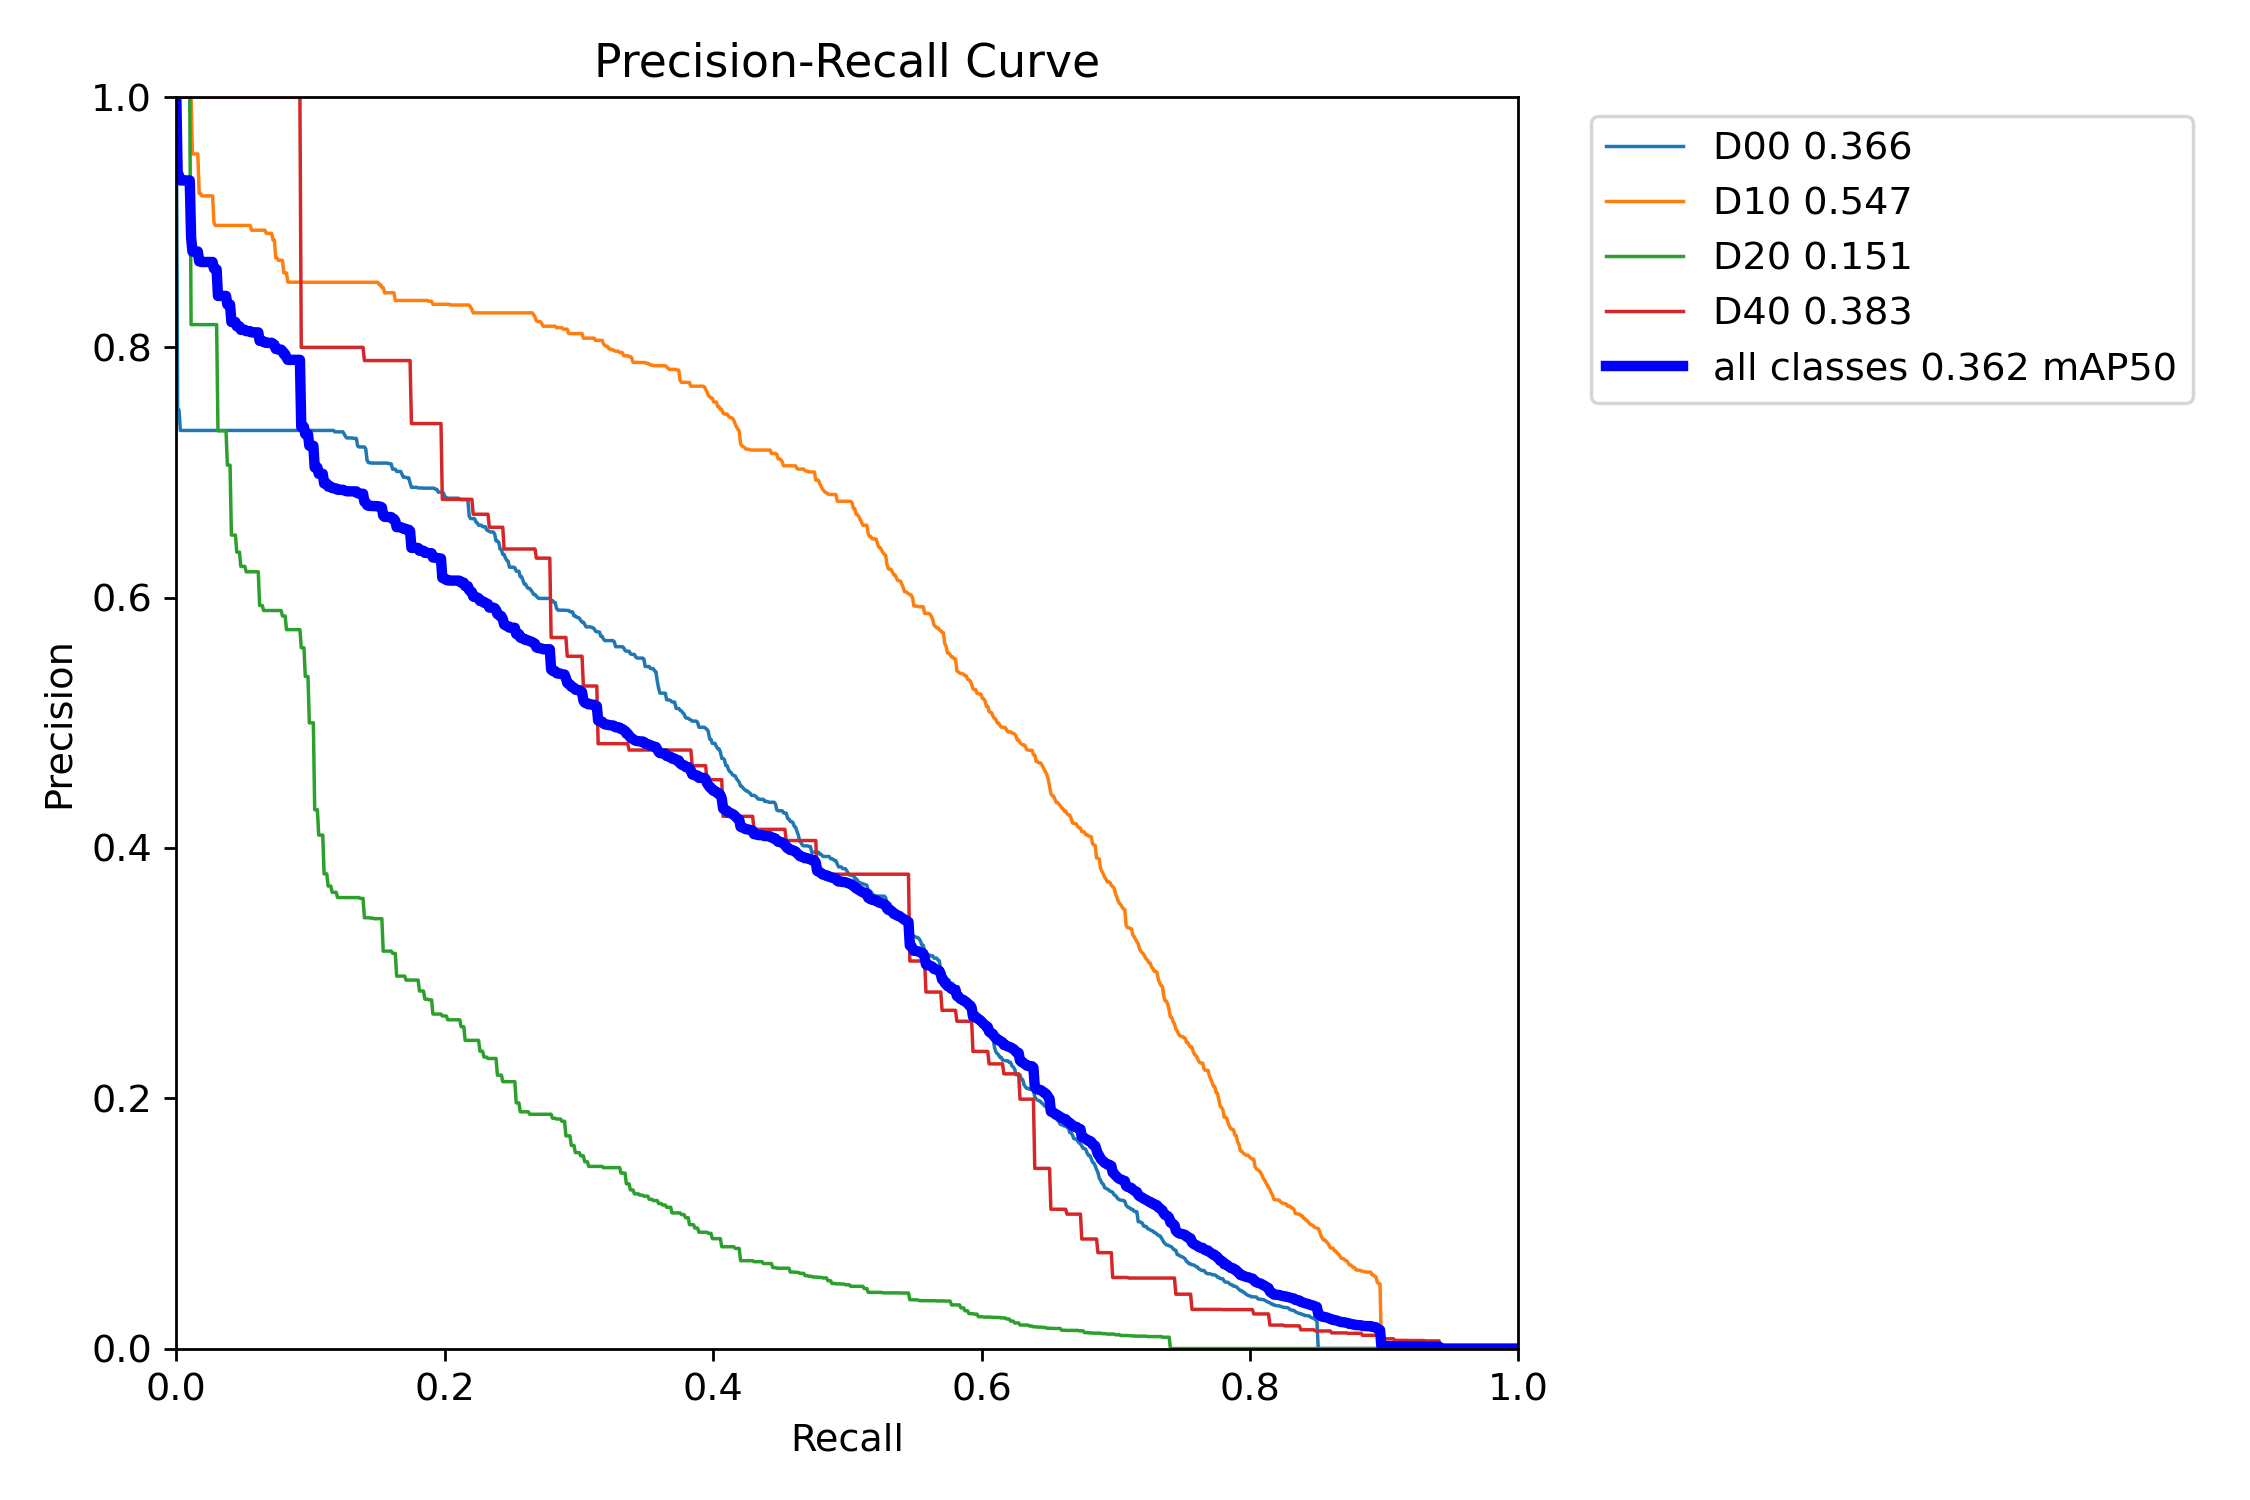 Precision-Recall Curve
1.0
0.8
0.6
0.4
0.2
0.0
Precision
0.0 0.2 0.4 0.6 0.8 1.0
Recall
D00 0.366
D10 0.547
D20 0.151
D40 0.383
all classes 0.362 mAP50